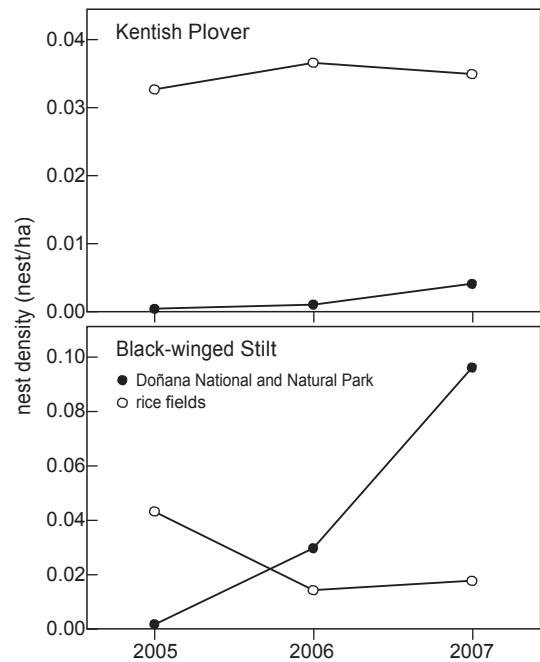 Kentish Plover
0.04
0.03
0.02
0.01
0.00
nest density (nest/ha)
Black-winged Stilt
Doñana National and Natural Park
rice fields
0.10
0.08
0.06
0.04
0.02
0.00
2005 2006 2007